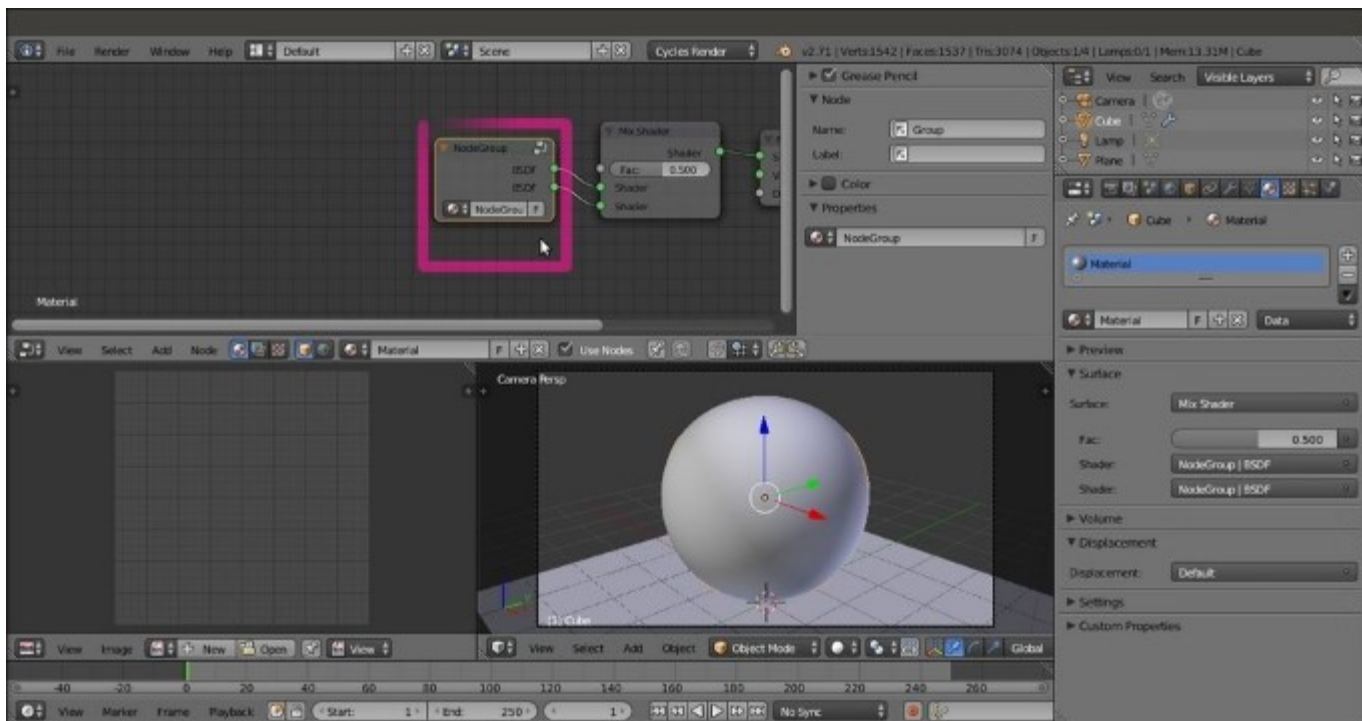 File Render Window Help Default Scene Cycles Render v2.71 | Verts:1542 | Faces:1537 | Tris:3074 | Objects:1/4 | Lamps:0/1 | Mem:13.31M | Cube
Grease Pencil
Node
Name: Group
Label:
Color
Properties
NodeGroup F
NodeGroup
BSDF
BSDF
NodeGrou F
Mix Shader
Shader
Fac: 0.500
Shader
Shader
Material
View Select Add Node Material F Use Nodes
View Search Visible Layers
Camera
Cube
Lamp
Plane
Cube Material
Material
Material F Data
Preview
Surface
Surface: Mix Shader
Fac: 0.500
Shader: NodeGroup | BSDF
Shader: NodeGroup | BSDF
Volume
Displacement
Displacement: Default
Settings
Custom Properties
Camera Persp
(1) Cube
View Image New Open View
View Select Add Object Object Mode Global
-40 -20 0 20 40 60 80 100 120 140 160 180 200 220 240 260
View Marker Frame Playback Start: 1 End: 250 1 No Sync